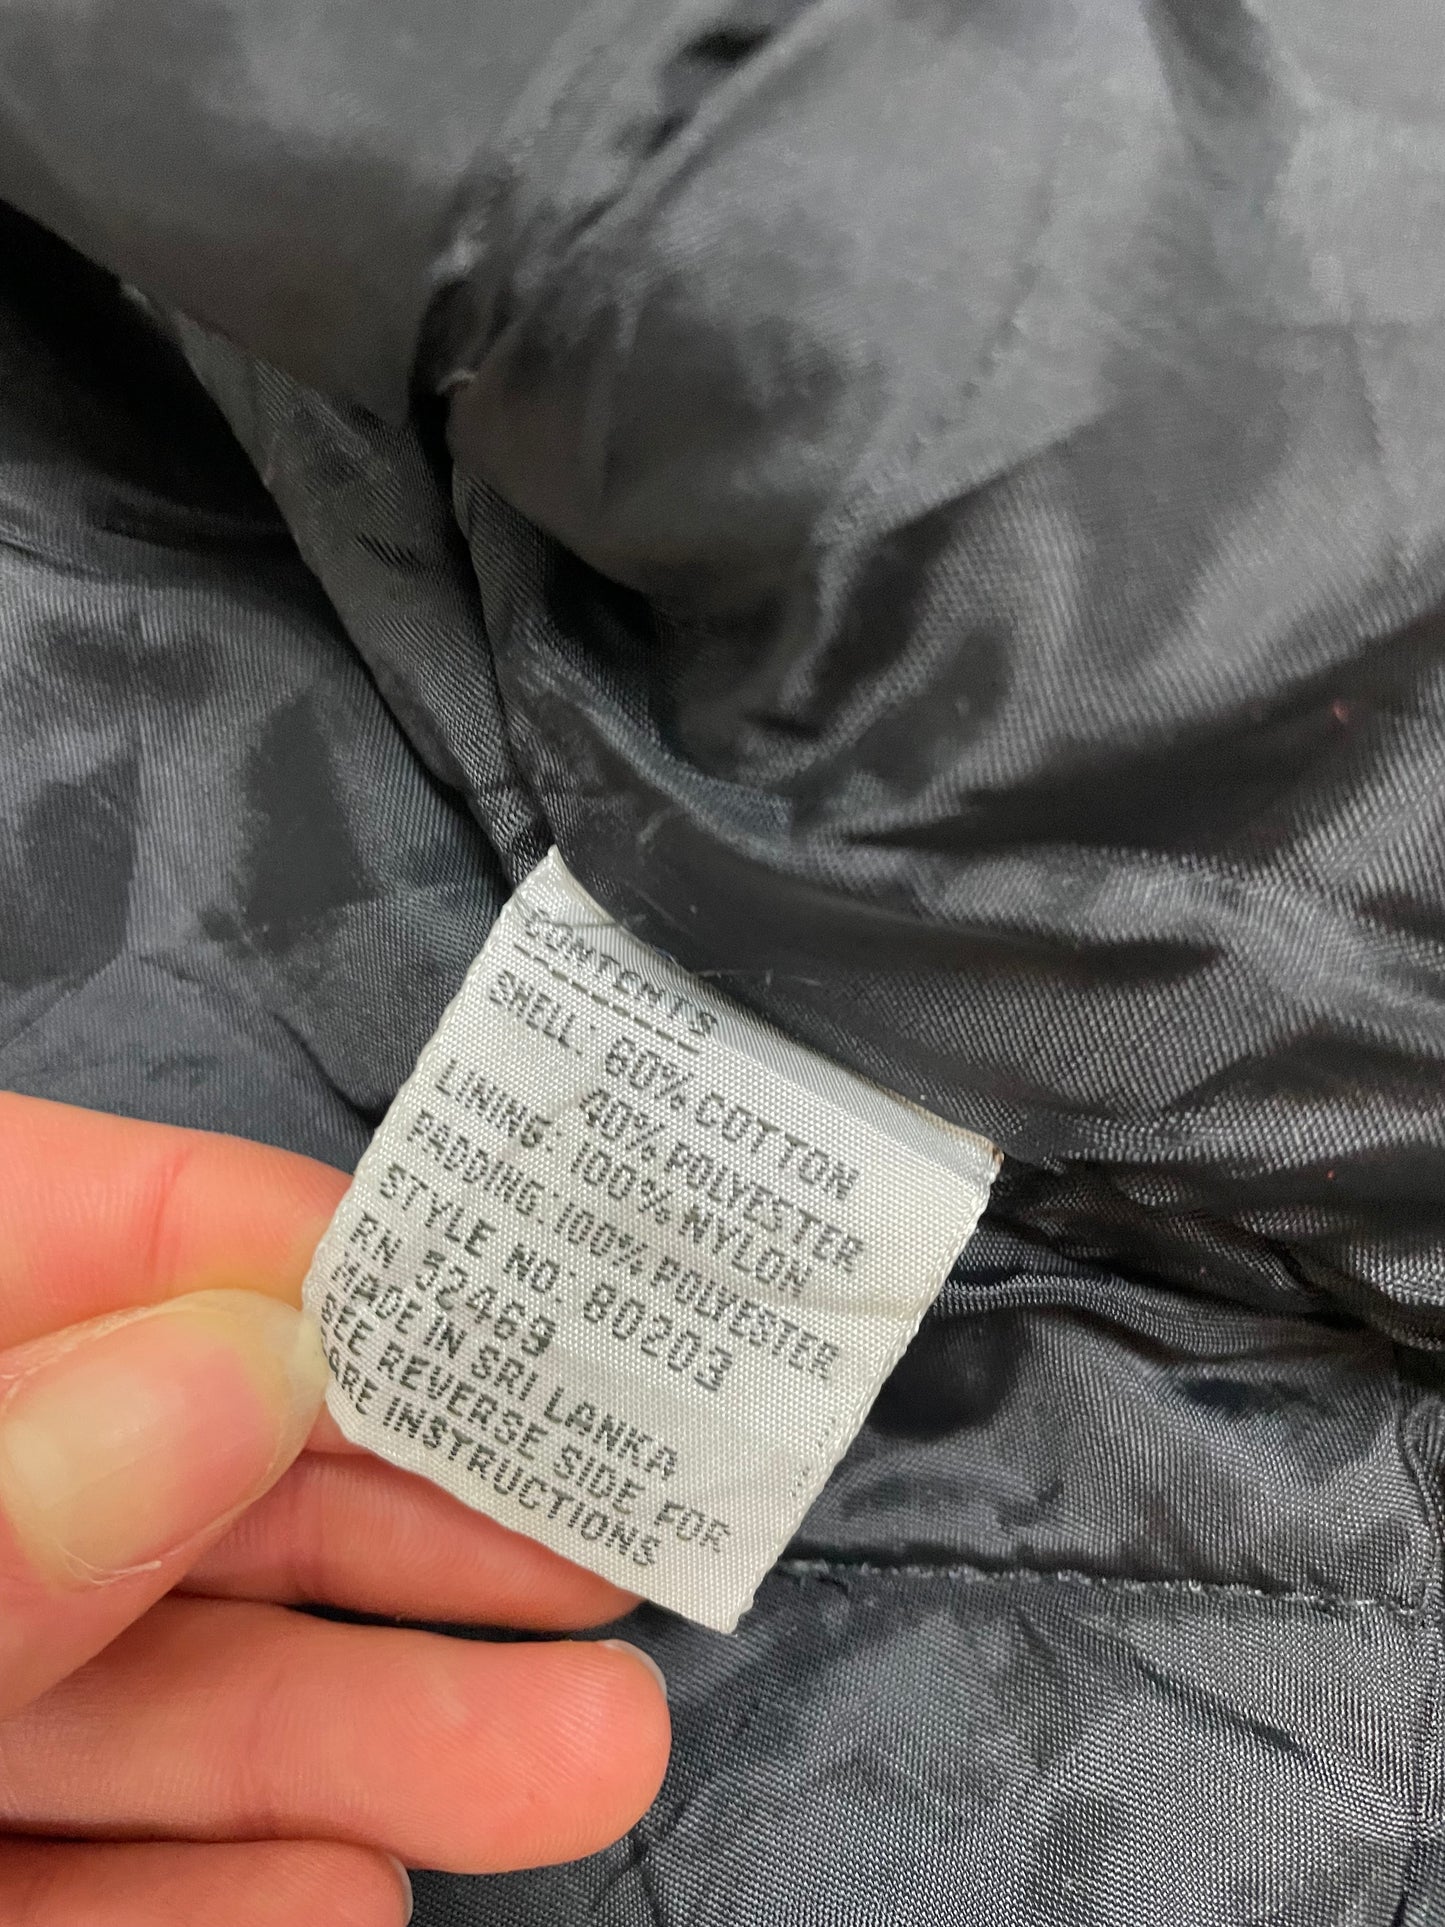 CONTENTS
SHELL: 60% COTTON
40% POLYESTER
LINING: 100% NYLON
PADDING: 100% POLYESTER
STYLE NO: 80203
RN 52469
MADE IN SRI LANKA
SEE REVERSE SIDE FOR
CARE INSTRUCTIONS